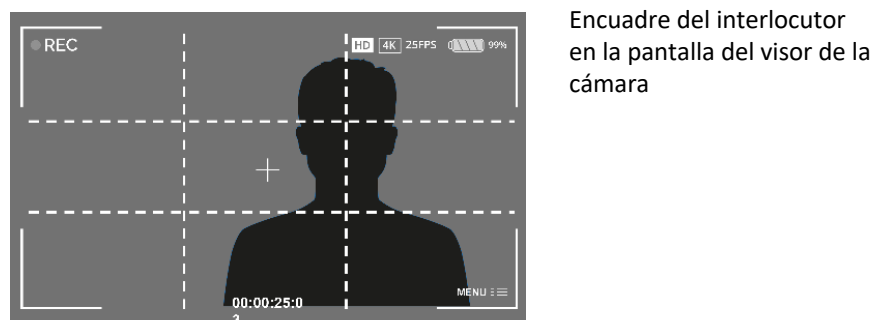 REC
HD 4K 25FPS 99%
MENU
00:00:25:0
3
Encuadre del interlocutor
en la pantalla del visor de la
cámara